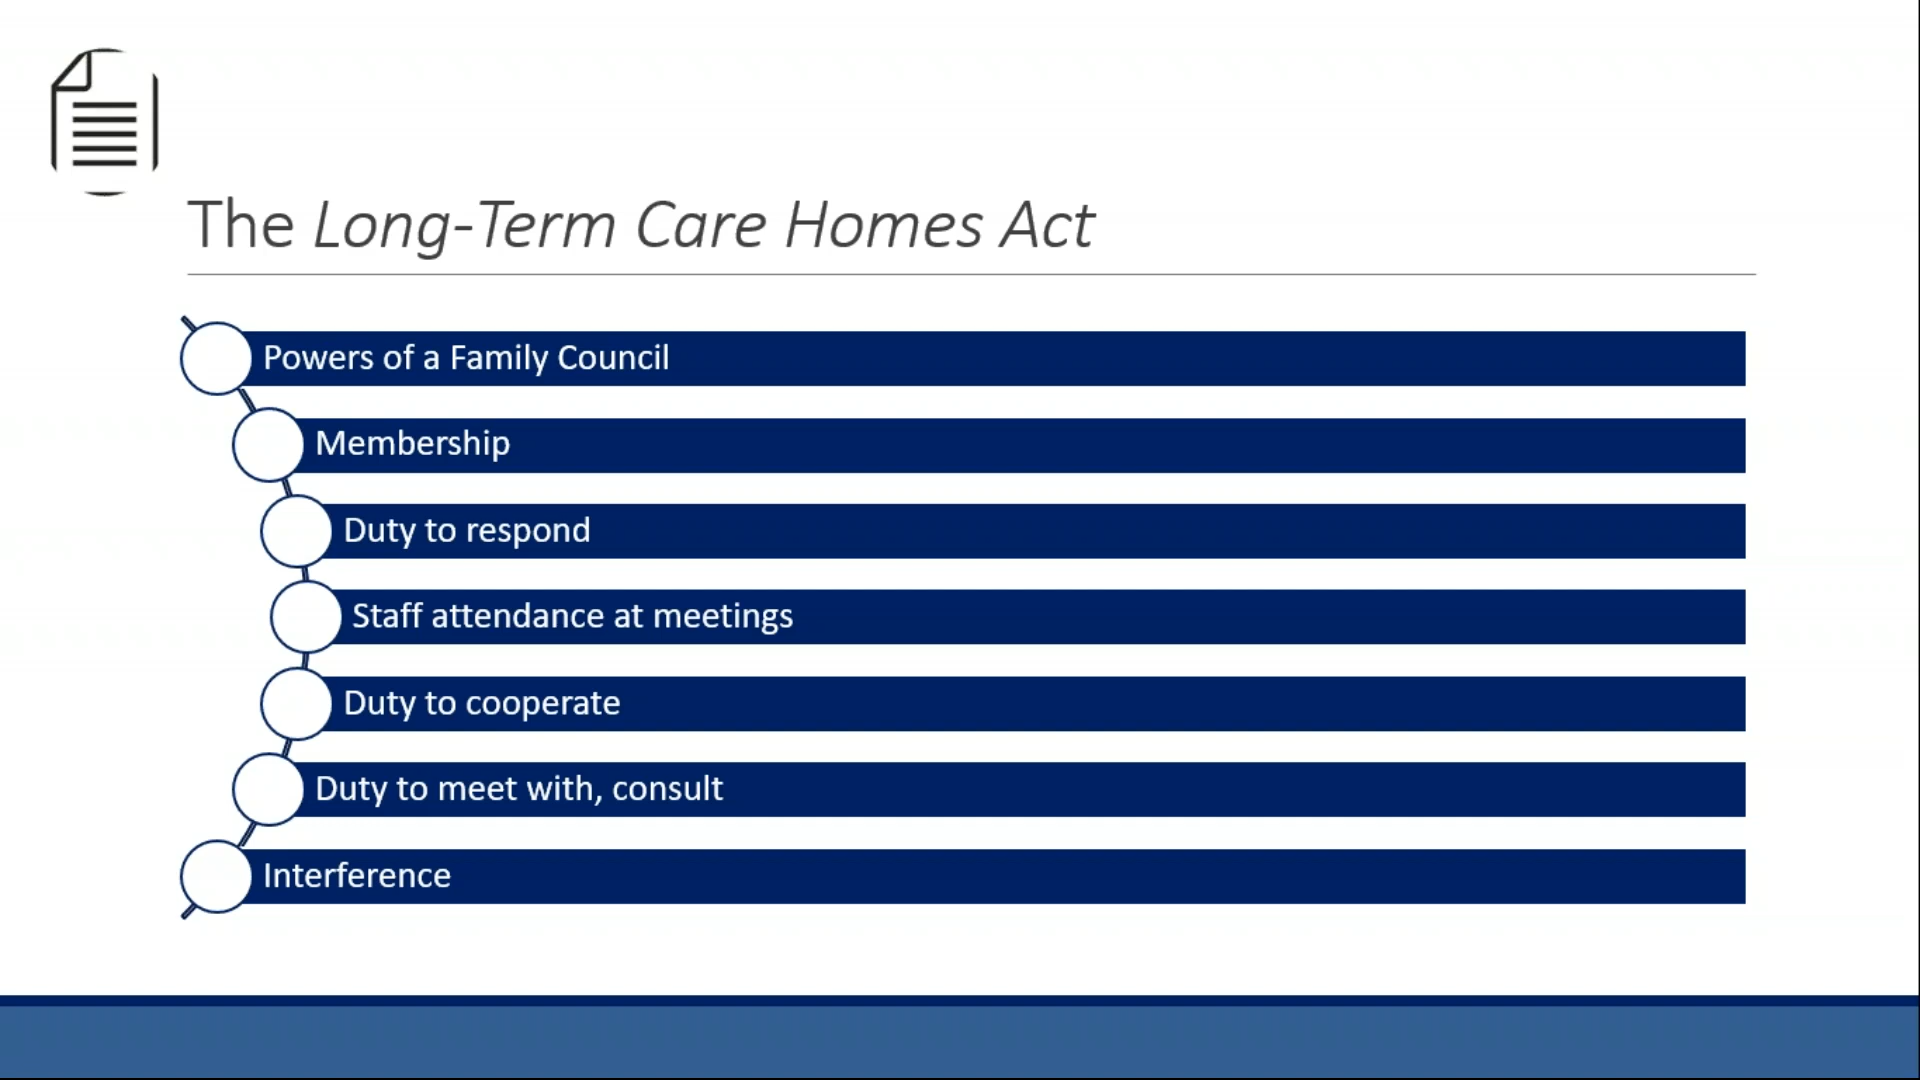 The Long-Term Care Homes Act
Powers of a Family Council
Membership
Duty to respond
Staff attendance at meetings
Duty to cooperate
Duty to meet with, consult
Interference